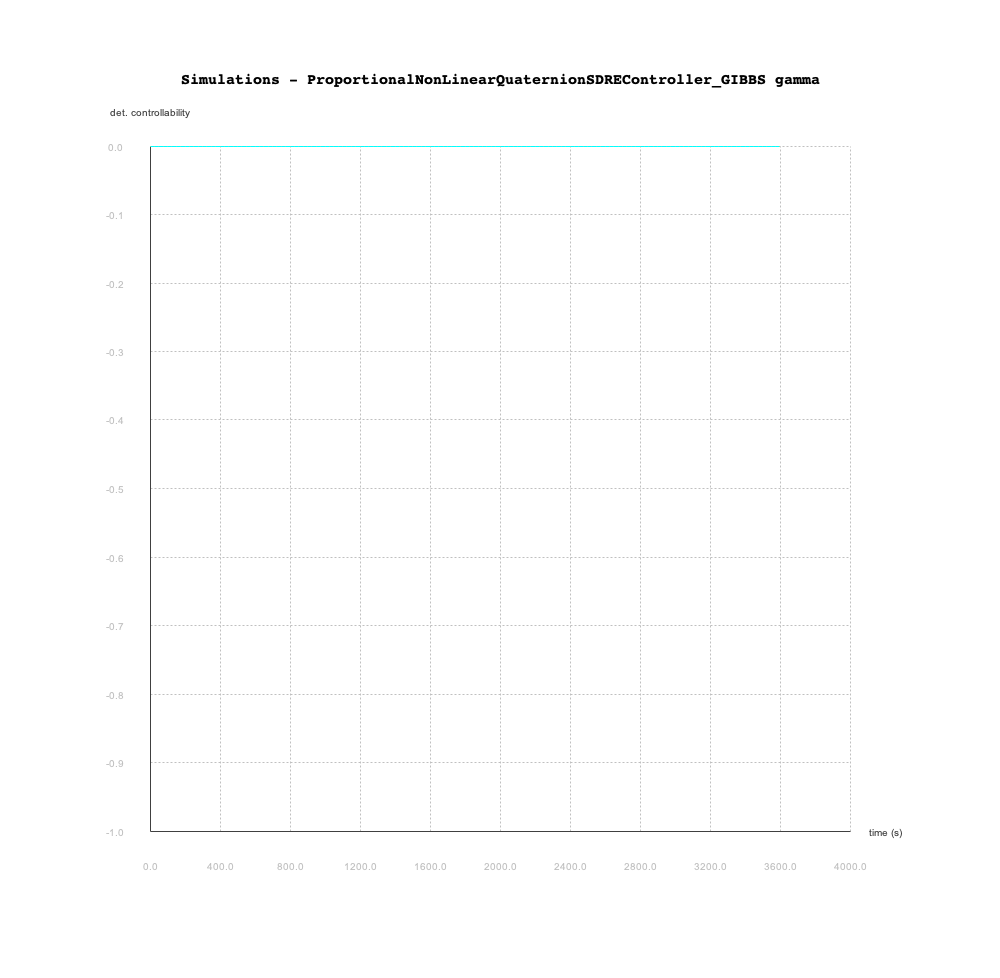 Simulations - ProportionalNonLinearQuaternionSDREController_GIBBS gamma
det. controllability
0.0
-0.1
-0.2
-0.3
-0.4
-0.5
-0.6
-0.7
-0.8
-0.9
-1.0
time (s)
0.0 400.0 800.0 1200.0 1600.0 2000.0 2400.0 2800.0 3200.0 3600.0 4000.0